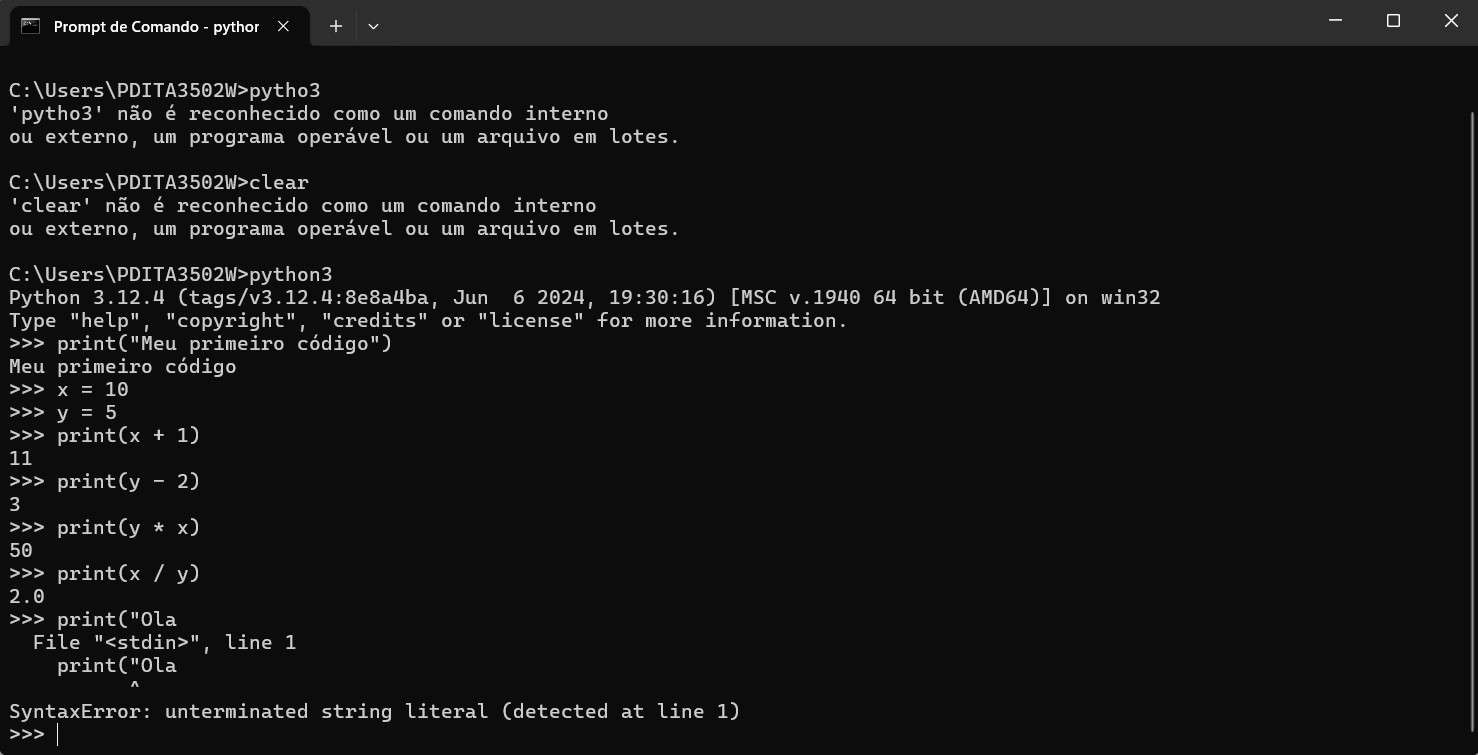 Prompt de Comando - python
C:\Users\PDITA3502W>pytho3
'pytho3' não é reconhecido como um comando interno
ou externo, um programa operável ou um arquivo em lotes.
C:\Users\PDITA3502W>clear
'clear' não é reconhecido como um comando interno
ou externo, um programa operável ou um arquivo em lotes.
C:\Users\PDITA3502W>python3
Python 3.12.4 (tags/v3.12.4:8e8a4ba, Jun  6 2024, 19:30:16) [MSC v.1940 64 bit (AMD64)] on win32
Type "help", "copyright", "credits" or "license" for more information.
>>> print("Meu primeiro código")
Meu primeiro código
>>> x = 10
>>> y = 5
>>> print(x + 1)
11
>>> print(y - 2)
3
>>> print(y * x)
50
>>> print(x / y)
2.0
>>> print("Ola
  File "<stdin>", line 1
    print("Ola
          ^
SyntaxError: unterminated string literal (detected at line 1)
>>>